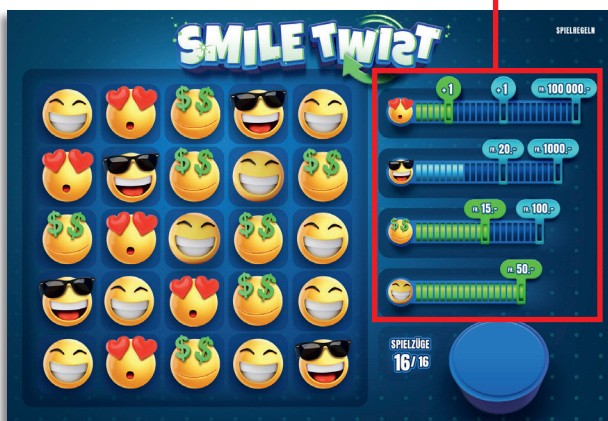 SMILE TWIST
SPIELREGELN
+1 +1 FR. 100 000.-
FR. 20.- FR. 1000.-
FR. 15.- FR. 100.-
FR. 50.-
SPIELZÜGE
16/16